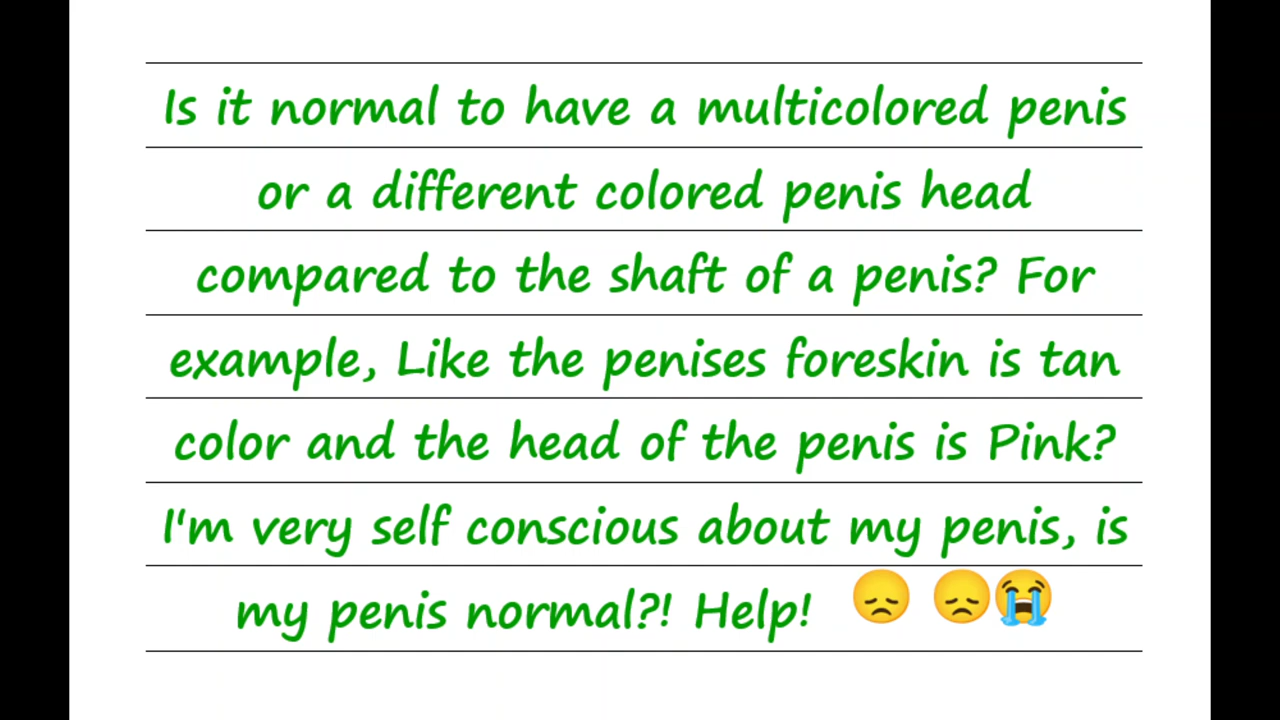 Is it normal to have a multicolored penis
or a different colored penis head
compared to the shaft of a penis? For
example, Like the penises foreskin is tan
color and the head of the penis is Pink?
I'm very self conscious about my penis, is
my penis normal?! Help! 😞 😞😭